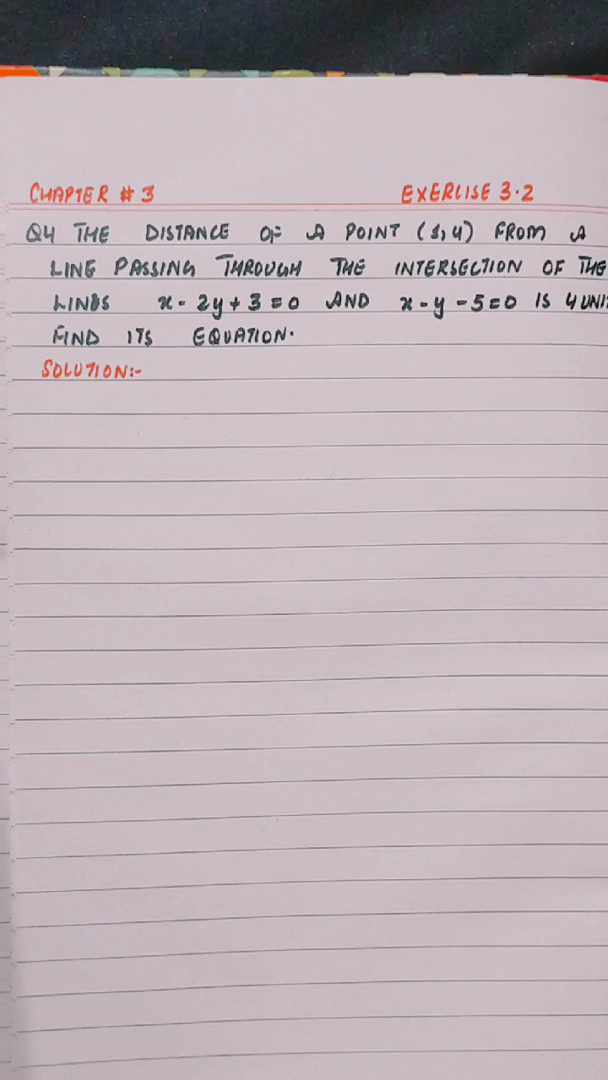 CHAPTER # 3 EXERCISE 3.2
Q4 THE DISTANCE OF A POINT (3,4) FROM A
LINE PASSING THROUGH THE INTERSECTION OF THE
LINES x - 2y + 3 = 0 AND x - y - 5 = 0 IS 4 UNI
FIND ITS EQUATION.
SOLUTION:-